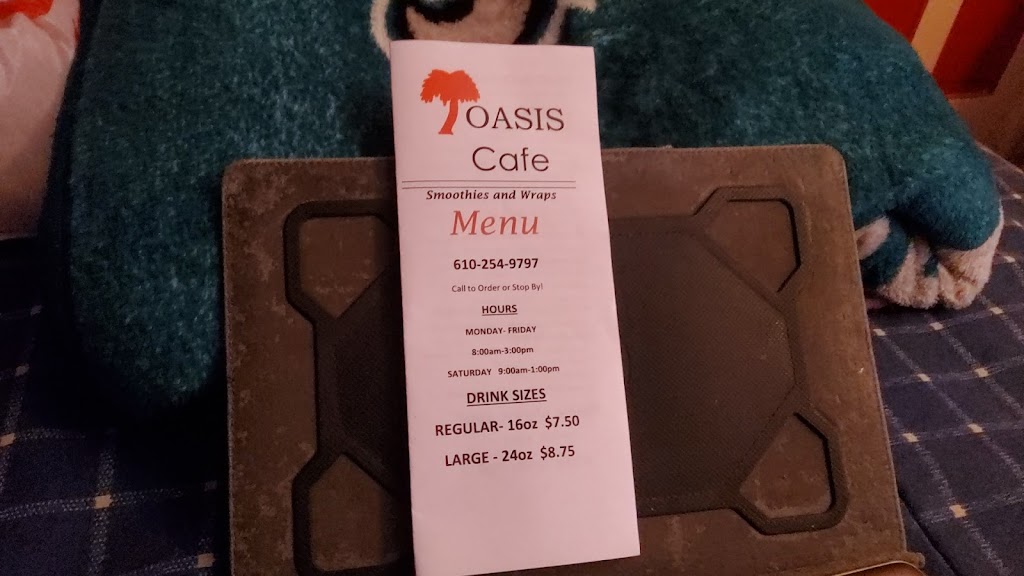 OASIS
Cafe
Smoothies and Wraps
Menu
610-254-9797
Call to Order or Stop By!
HOURS
MONDAY- FRIDAY
8:00am-3:00pm
SATURDAY 9:00am-1:00pm
DRINK SIZES
REGULAR- 16oz $7.50
LARGE - 24oz $8.75